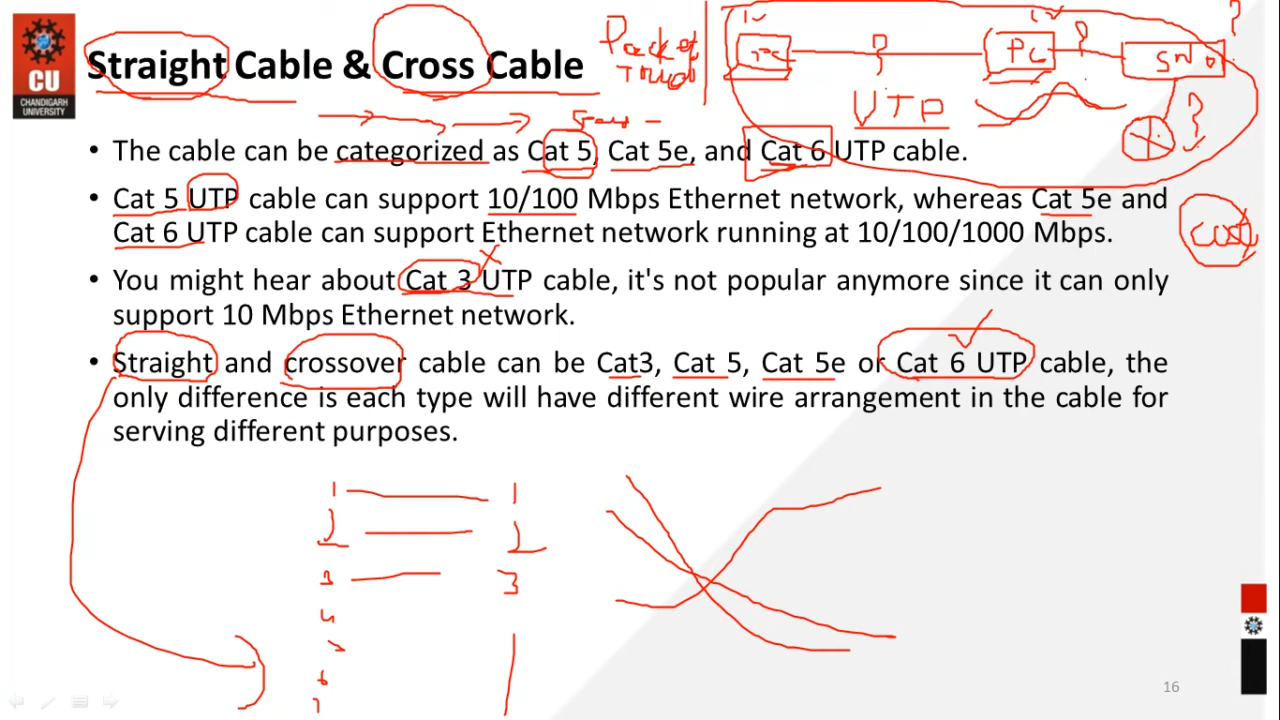 CU
CHANDIGARH
UNIVERSITY
Straight Cable & Cross Cable
Packet
PC
PC
UTP
• The cable can be categorized as Cat 5, Cat 5e, and Cat 6 UTP cable.
• Cat 5 UTP cable can support 10/100 Mbps Ethernet network, whereas Cat 5e and
Cat 6 UTP cable can support Ethernet network running at 10/100/1000 Mbps.
Cost
• You might hear about Cat 3 UTP cable, it's not popular anymore since it can only
support 10 Mbps Ethernet network.
• Straight and crossover cable can be Cat3, Cat 5, Cat 5e or Cat 6 UTP cable, the
only difference is each type will have different wire arrangement in the cable for
serving different purposes.
1 1
2 2
3 3
4
5
6
7
16